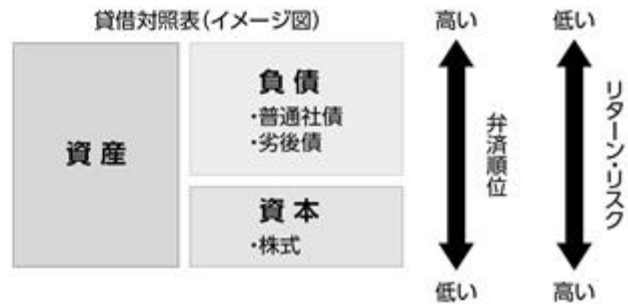 貸借対照表(イメージ図)
資産
負債
・普通社債
・劣後債
資本
・株式
高い
弁済順位
低い
低い
リターン・リスク
高い